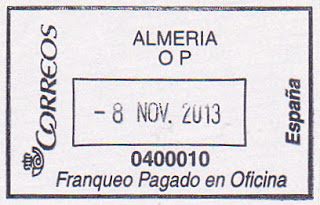 CORREOS
ALMERIA
O P
- 8 NOV. 2013
España
0400010
Franqueo Pagado en Oficina